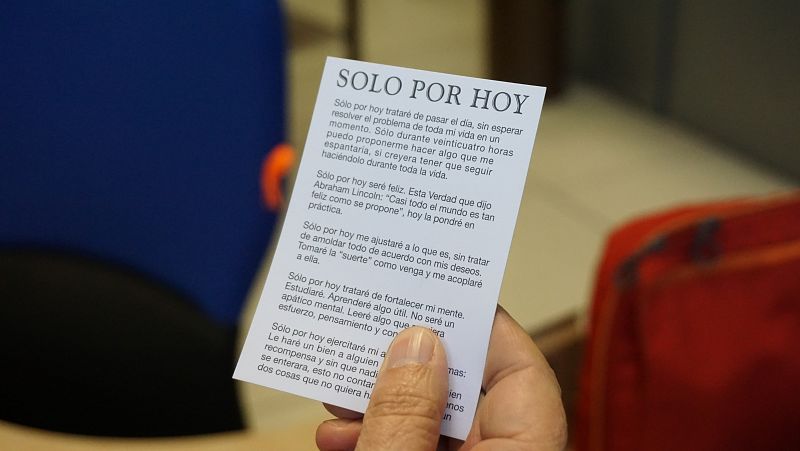 SOLO POR HOY
Sólo por hoy trataré de pasar el día, sin esperar
resolver el problema de toda mi vida en un
momento. Sólo durante veinticuatro horas
puedo proponerme hacer algo que me
espantaría, si creyera tener que seguir
haciéndolo durante toda la vida.
Sólo por hoy seré feliz. Esta Verdad que dijo
Abraham Lincoln: “Casi todo el mundo es tan
feliz como se propone”, hoy la pondré en
práctica.
Sólo por hoy me ajustaré a lo que es, sin tratar
de amoldar todo de acuerdo con mis deseos.
Tomaré la “suerte” como venga y me acoplaré
a ella.
Sólo por hoy trataré de fortalecer mi mente.
Estudiaré. Aprenderé algo útil. No seré un
apático mental. Leeré algo que
esfuerzo, pensamiento y con
Sólo por hoy ejercitaré mi a mas:
Le haré un bien a alguien
recompensa y sin que nadi ien
se enterara, esto no contar
dos cosas que no quiera ha un